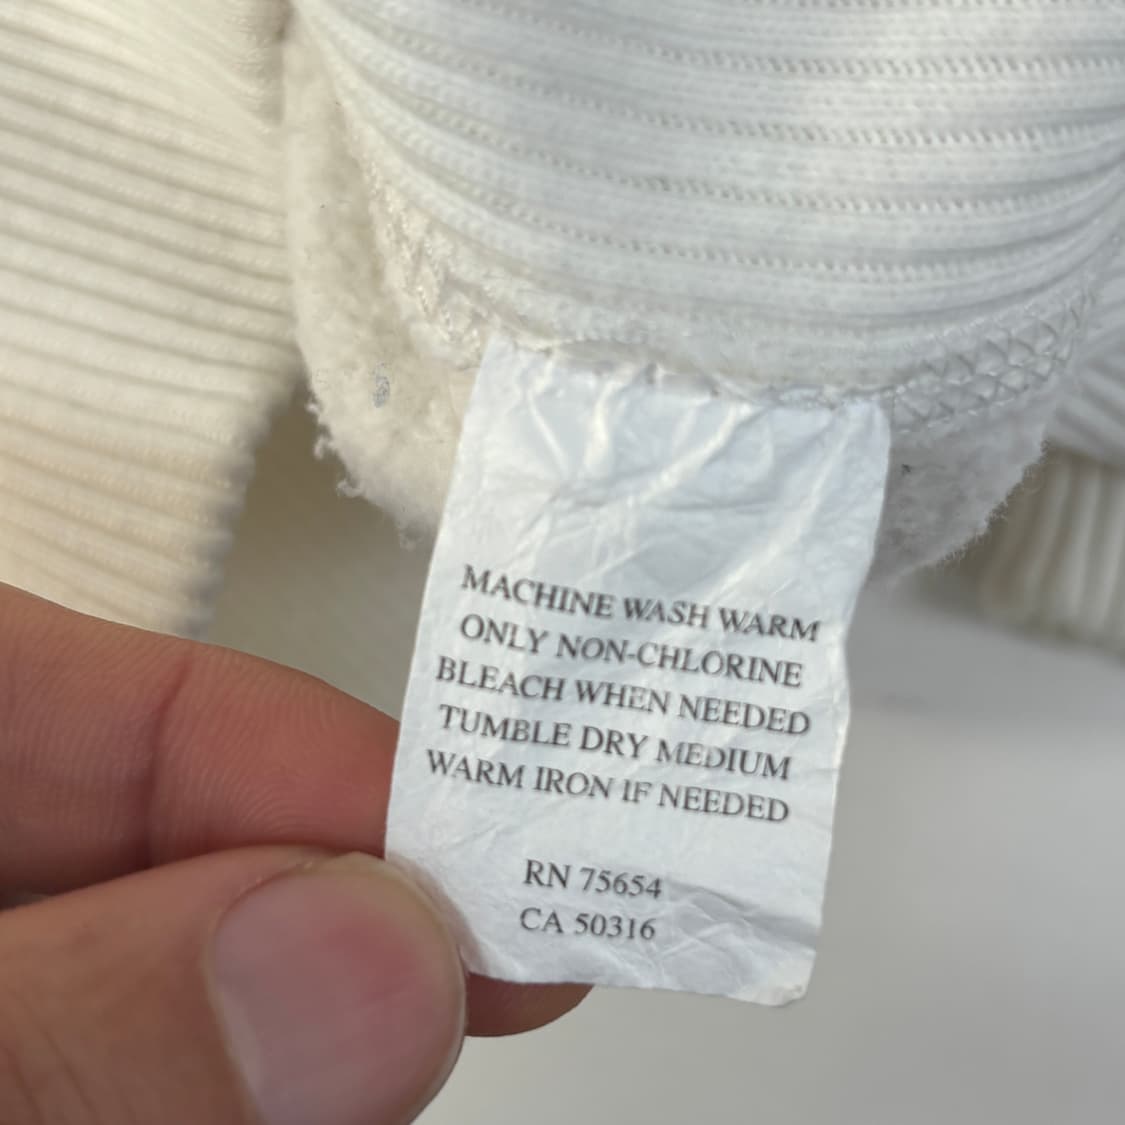 MACHINE WASH WARM
ONLY NON-CHLORINE
BLEACH WHEN NEEDED
TUMBLE DRY MEDIUM
WARM IRON IF NEEDED
RN 75654
CA 50316